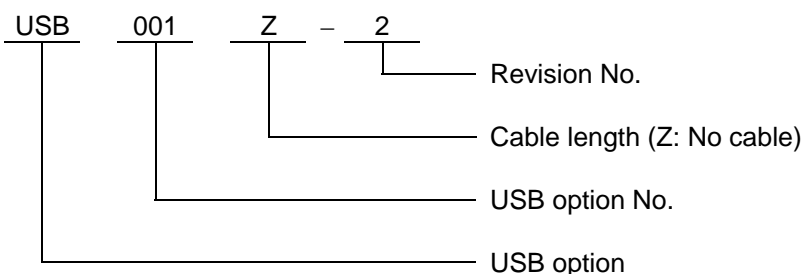 USB 001 Z – 2
Revision No.
Cable length (Z: No cable)
USB option No.
USB option